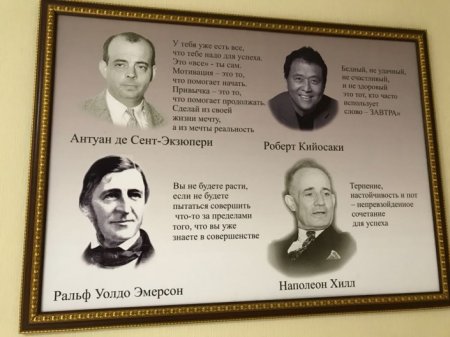 У тебя уже есть все,
что тебе надо для успеха.
Это «все» - ты сам.
Мотивация – это то,
что помогает начать.
Привычка – это то,
что помогает продолжать.
Сделай из своей
жизни мечту,
а из мечты реальность
Антуан де Сент-Экзюпери
Бедный, не удачный,
не счастливый,
и не здоровый
это тот, кто часто
использует
слово – ЗАВТРА»
Роберт Кийосаки
Вы не будете расти,
если не будете
пытаться совершить
что-то за пределами
того, что вы уже
знаете в совершенстве
Ральф Уолдо Эмерсон
Терпение,
настойчивость и пот
– непревзойденное
сочетание
для успеха
Наполеон Хилл